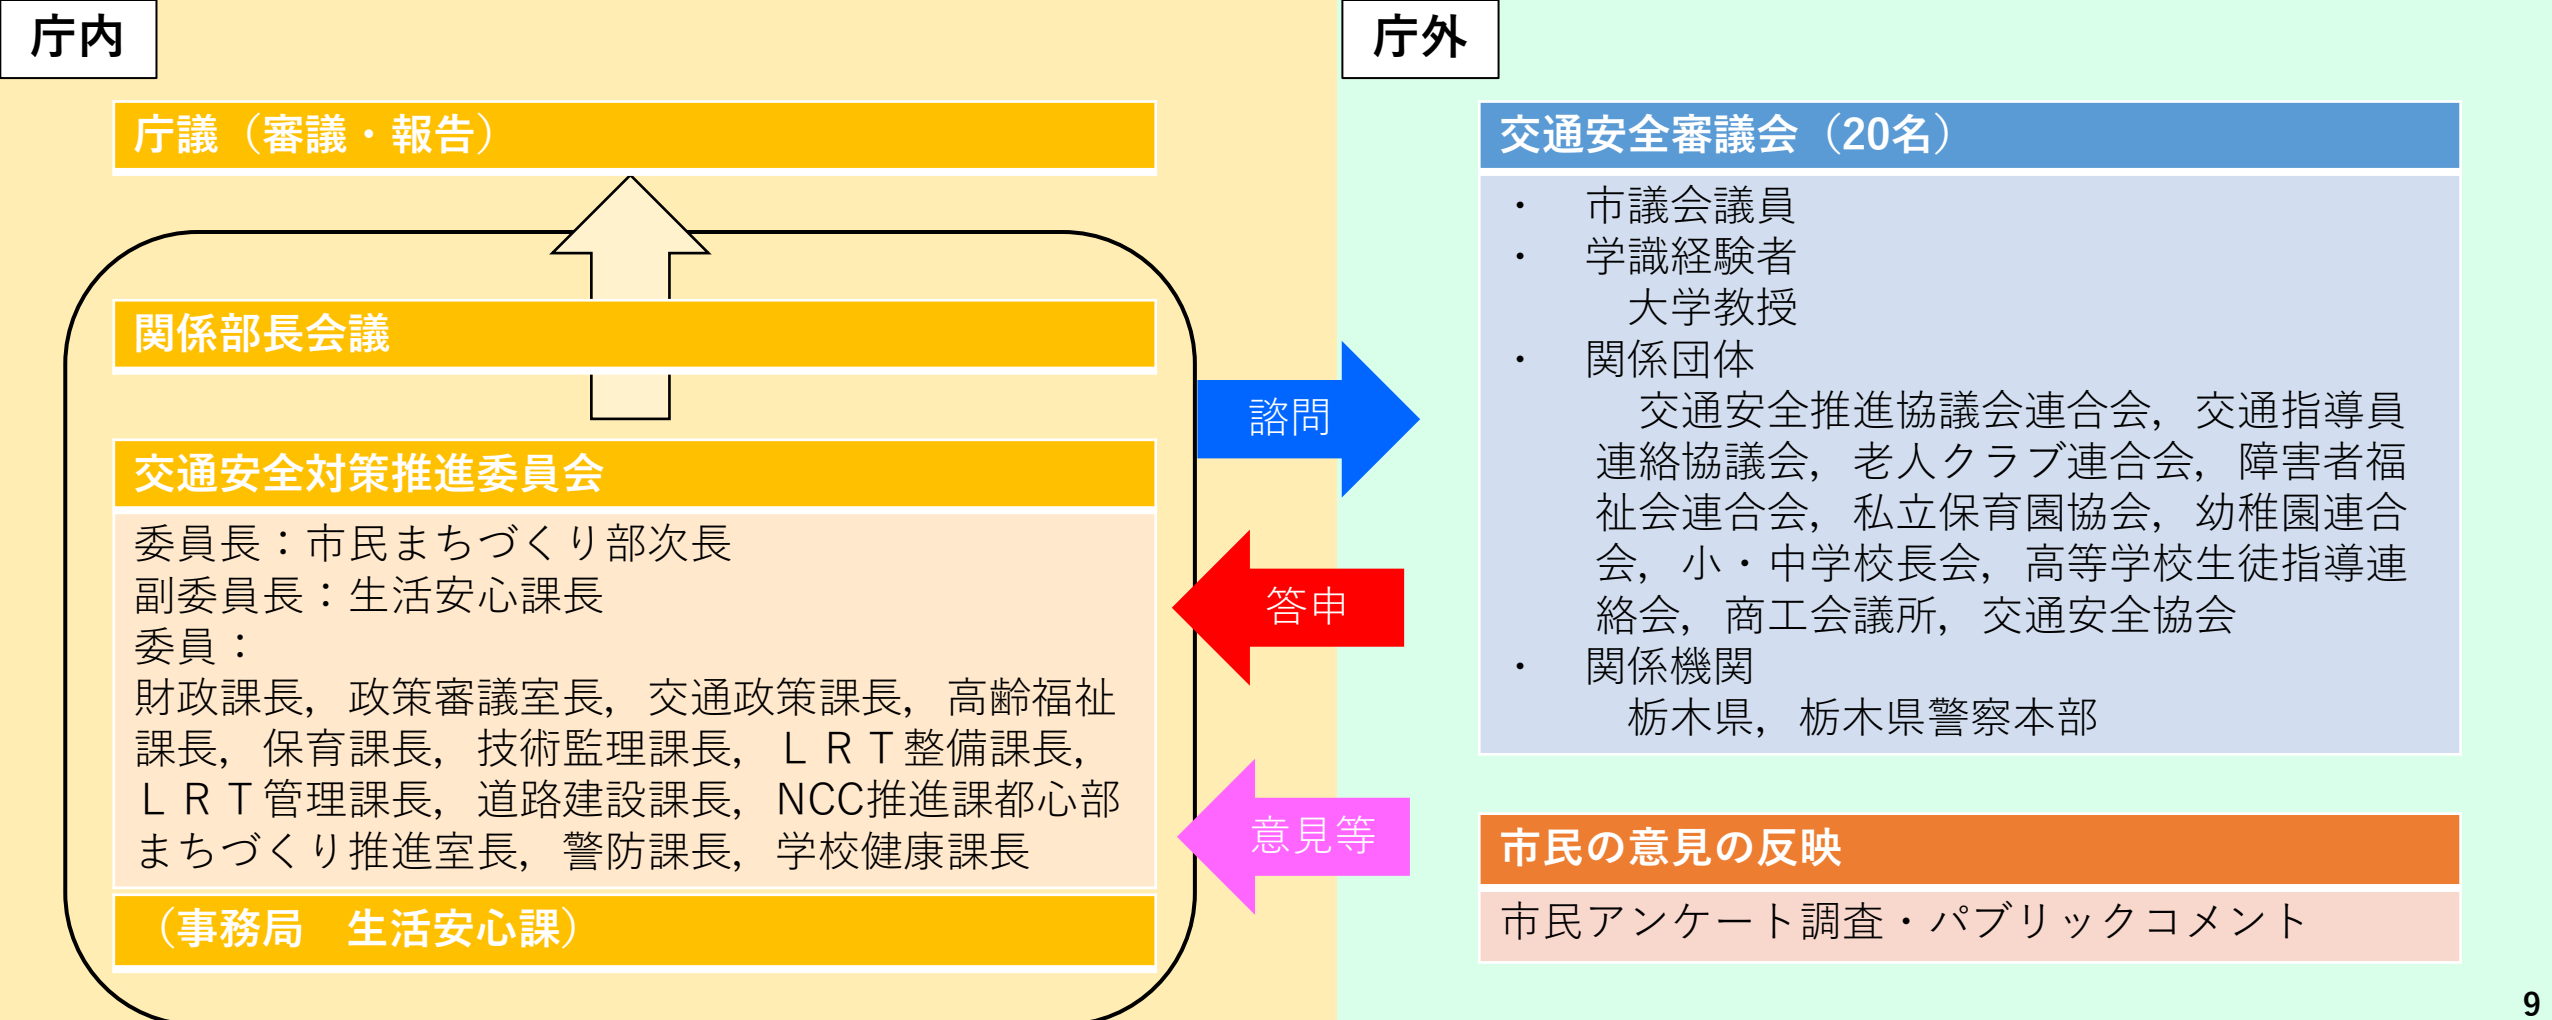 庁内
庁議（審議・報告）
関係部長会議
交通安全対策推進委員会
委員長：市民まちづくり部次長
副委員長：生活安心課長
委員：
財政課長，政策審議室長，交通政策課長，高齢福祉
課長，保育課長，技術監理課長，ＬＲＴ整備課長，
ＬＲＴ管理課長，道路建設課長，NCC推進課都心部
まちづくり推進室長，警防課長，学校健康課長
（事務局　生活安心課）
諮問
答申
意見等
庁外
交通安全審議会（20名）
・　市議会議員
・　学識経験者
大学教授
・　関係団体
交通安全推進協議会連合会，交通指導員
連絡協議会，老人クラブ連合会，障害者福
祉会連合会，私立保育園協会，幼稚園連合
会，小・中学校長会，高等学校生徒指導連
絡会，商工会議所，交通安全協会
・　関係機関
栃木県，栃木県警察本部
市民の意見の反映
市民アンケート調査・パブリックコメント
9